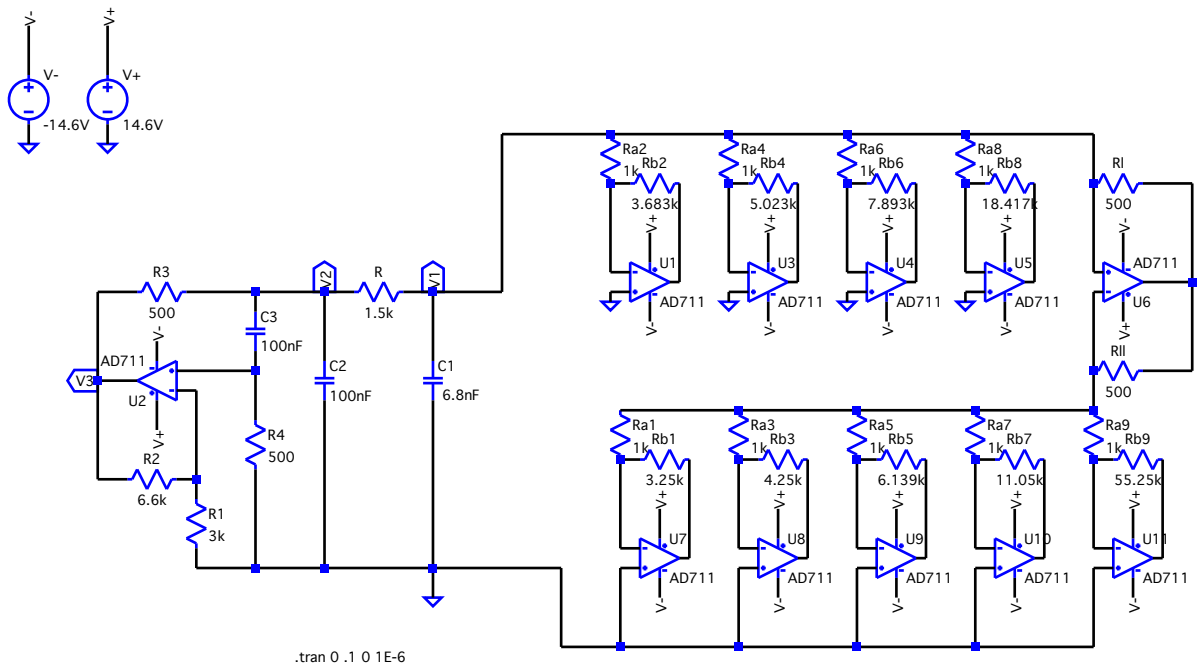 V-
V+
V-
V+
-14.6V
14.6V
Ra2
1k
Rb2
3.683k
Ra4
1k
Rb4
5.023k
Ra6
1k
Rb6
7.893k
Ra8
1k
Rb8
18.417k
RI
500
V+
V+
V+
V+
V-
U1
AD711
U3
AD711
U4
AD711
U5
AD711
AD711
U6
V-
V-
V-
V-
V+
R3
500
V2
R
1.5k
V1
C3
100nF
V-
AD711
V3
U2
V+
C2
100nF
C1
6.8nF
RII
500
R4
500
R2
6.6k
R1
3k
Ra1
1k
Rb1
3.25k
Ra3
1k
Rb3
4.25k
Ra5
1k
Rb5
6.139k
Ra7
1k
Rb7
11.05k
Ra9
1k
Rb9
55.25k
V+
V+
V+
V+
V+
U7
AD711
U8
AD711
U9
AD711
U10
AD711
U11
AD711
V-
V-
V-
V-
V-
.tran 0 .1 0 1E-6